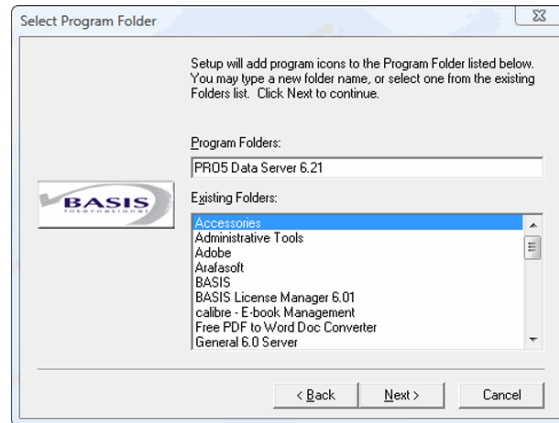 Select Program Folder
Setup will add program icons to the Program Folder listed below.
You may type a new folder name, or select one from the existing
Folders list. Click Next to continue.
Program Folders:
PRO5 Data Server 6.21
BASIS
International
Existing Folders:
Accessories
Administrative Tools
Adobe
Arafasoft
BASIS
BASIS License Manager 6.01
calibre - E-book Management
Free PDF to Word Doc Converter
General 6.0 Server
< Back
Next >
Cancel